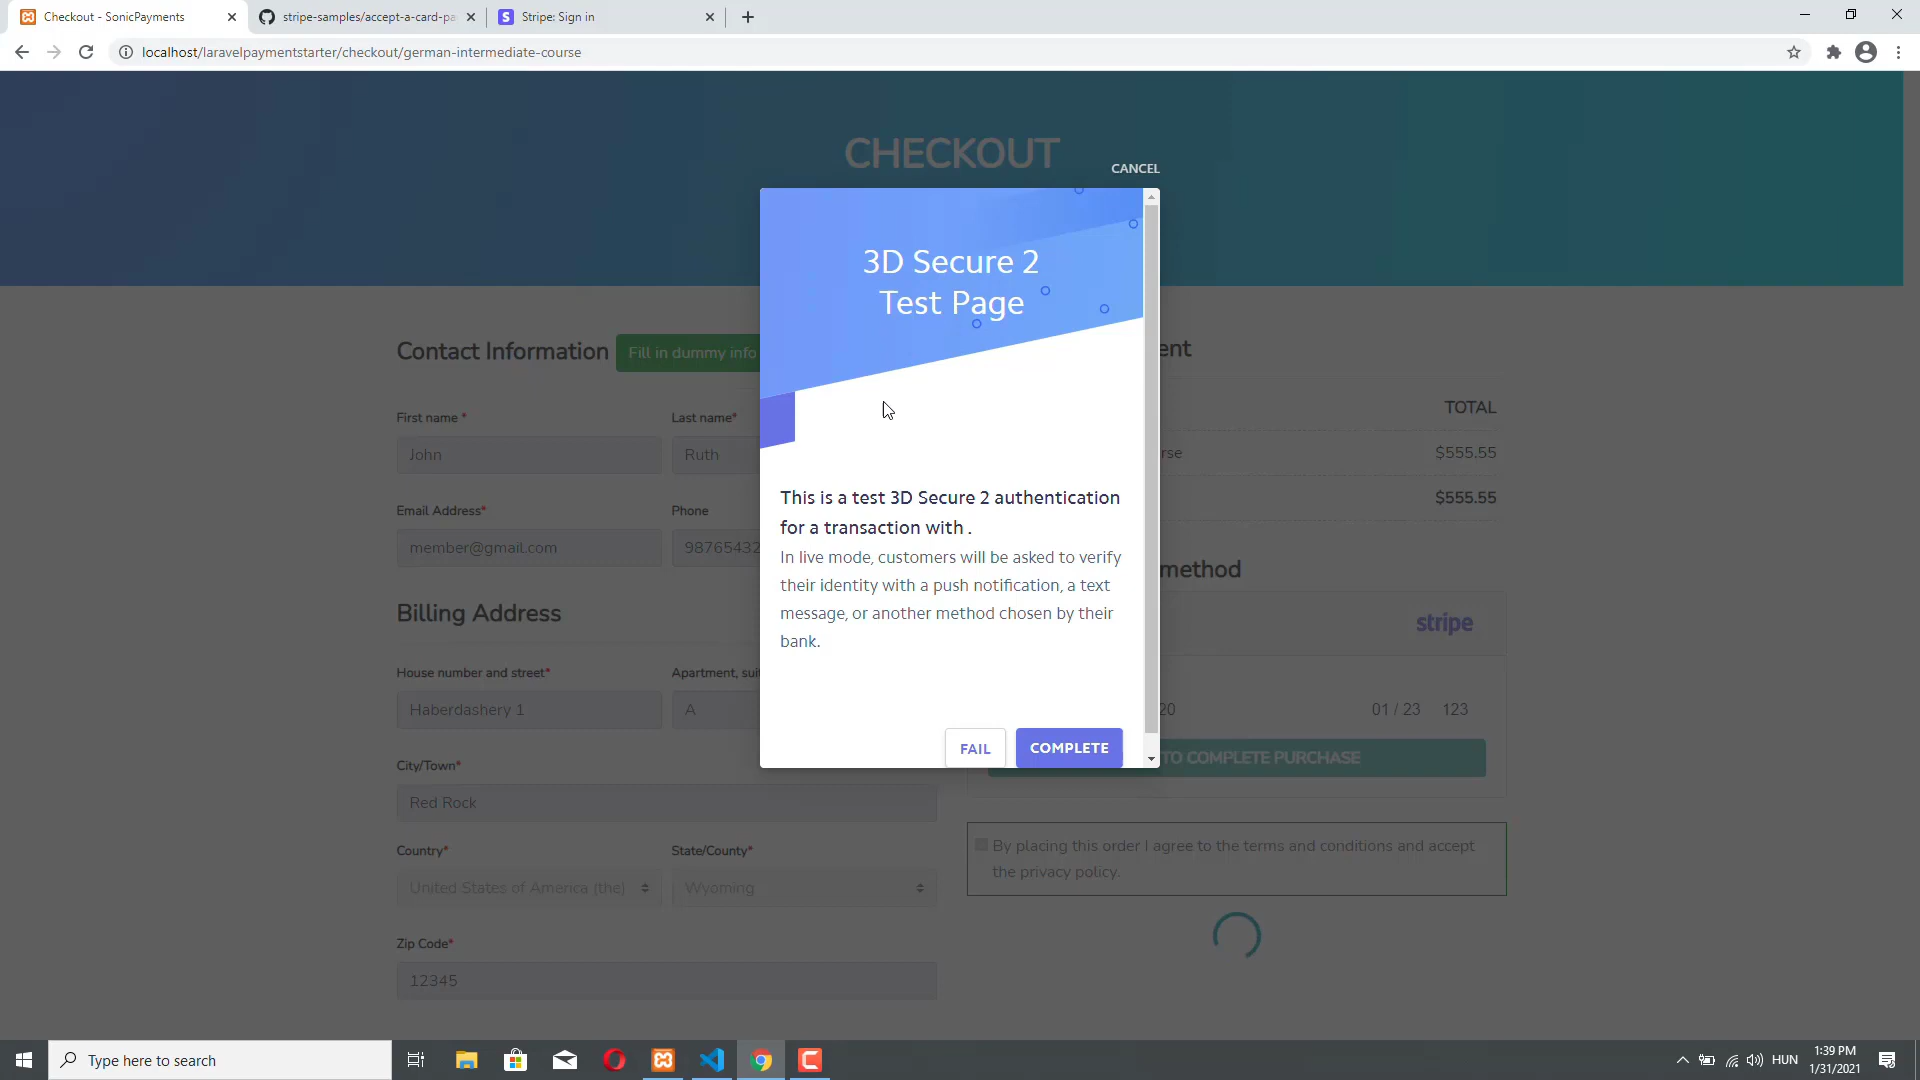 Checkout - SonicPayments
stripe-samples/accept-a-card-pa
Stripe: Sign in
localhost/laravelpaymentstarter/checkout/german-intermediate-course
CHECKOUT
CANCEL
3D Secure 2
Test Page
Contact Information
Fill in dummy info
ent
First name *
Last name*
TOTAL
John
Ruth
rse
$555.55
Email Address*
Phone
$555.55
This is a test 3D Secure 2 authentication
for a transaction with .
member@gmail.com
98765432
In live mode, customers will be asked to verify
their identity with a push notification, a text
message, or another method chosen by their
bank.
method
Billing Address
stripe
House number and street*
Apartment, sui
Haberdashery 1
A
20
01 / 23
123
FAIL
COMPLETE
TO COMPLETE PURCHASE
City/Town*
Red Rock
By placing this order I agree to the terms and conditions and accept
the privacy policy.
Country*
State/County*
United States of America (the)
Wyoming
Zip Code*
12345
Type here to search
HUN
1:39 PM
1/31/2021